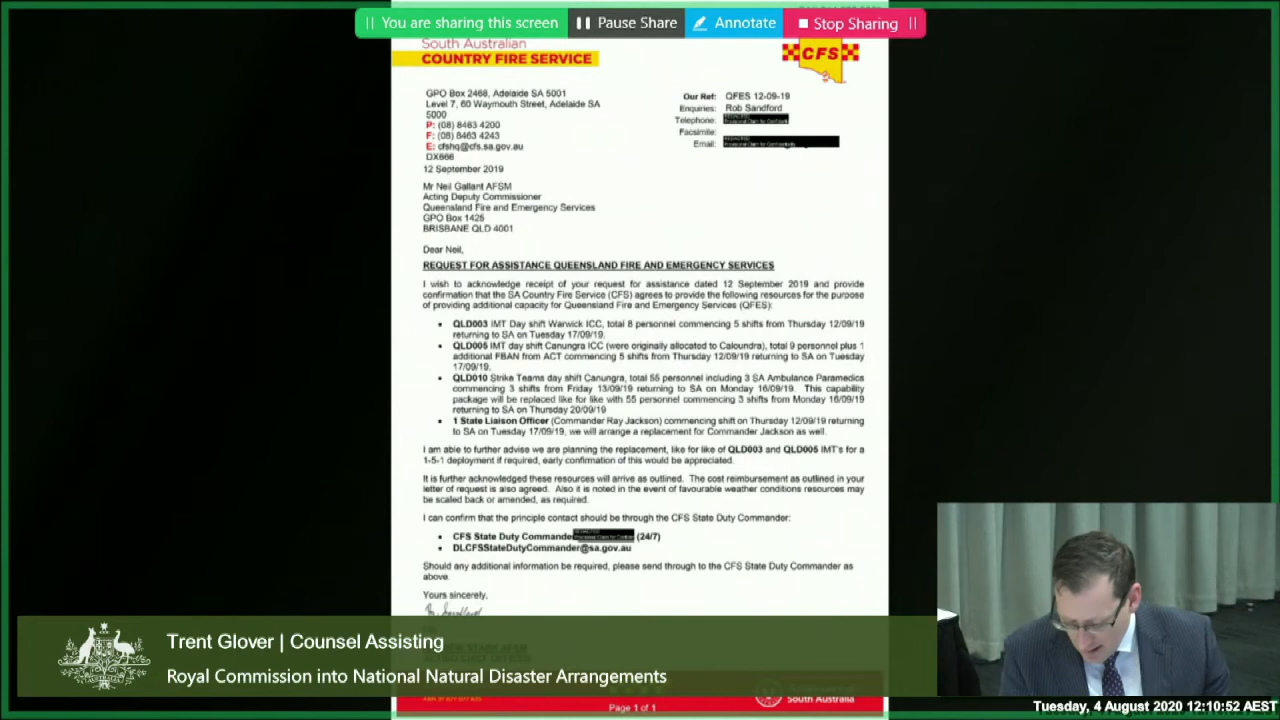 You are sharing this screen
Pause Share
Annotate
Stop Sharing
South Australian
COUNTRY FIRE SERVICE
CFS
GPO Box 2468, Adelaide SA 5001
Level 7, 60 Waymouth Street, Adelaide SA
5000
P: (08) 8463 4200
F: (08) 8463 4243
E: cfshq@cfs.sa.gov.au
DX666
12 September 2019
Our Ref: QFES 12-09-19
Enquiries: Rob Sandford
Telephone:
Facsimile:
Email:
Mr Neil Gallant AFSM
Acting Deputy Commissioner
Queensland Fire and Emergency Services
GPO Box 1425
BRISBANE QLD 4001
Dear Neil,
REQUEST FOR ASSISTANCE QUEENSLAND FIRE AND EMERGENCY SERVICES
I wish to acknowledge receipt of your request for assistance dated 12 September 2019 and provide
confirmation that the SA Country Fire Service (CFS) agrees to provide the following resources for the purpose
of providing additional capacity for Queensland Fire and Emergency Services (QFES):
• QLD003 IMT Day shift Warwick ICC, total 8 personnel commencing 5 shifts from Thursday 12/09/19
returning to SA on Tuesday 17/09/19.
• QLD005 IMT day shift Canungra ICC (were originally allocated to Caloundra), total 9 personnel plus 1
additional FBAN from ACT commencing 5 shifts from Thursday 12/09/19 returning to SA on Tuesday
17/09/19.
• QLD010 Strike Teams day shift Canungra, total 55 personnel including 3 SA Ambulance Paramedics
commencing 3 shifts from Friday 13/09/19 returning to SA on Monday 16/09/19. This capability
package will be replaced like for like with 55 personnel commencing 3 shifts from Monday 16/09/19
returning to SA on Thursday 20/09/19
• 1 State Liaison Officer (Commander Ray Jackson) commencing shift on Thursday 12/09/19 returning
to SA on Tuesday 17/09/19, we will arrange a replacement for Commander Jackson as well.
I am able to further advise we are planning the replacement, like for like of QLD003 and QLD005 IMT's for a
1-5-1 deployment if required, early confirmation of this would be appreciated.
It is further acknowledged these resources will arrive as outlined. The cost reimbursement as outlined in your
letter of request is also agreed. Also it is noted in the event of favourable weather conditions resources may
be scaled back or amended, as required.
I can confirm that the principle contact should be through the CFS State Duty Commander:
• CFS State Duty Commander (24/7)
• DLCFSStateDutyCommander@sa.gov.au
Should any additional information be required, please send through to the CFS State Duty Commander as
above.
Yours sincerely,
Trent Glover | Counsel Assisting
Royal Commission into National Natural Disaster Arrangements
South Australia
Page 1 of 1
Tuesday, 4 August 2020 12:10:52 AEST